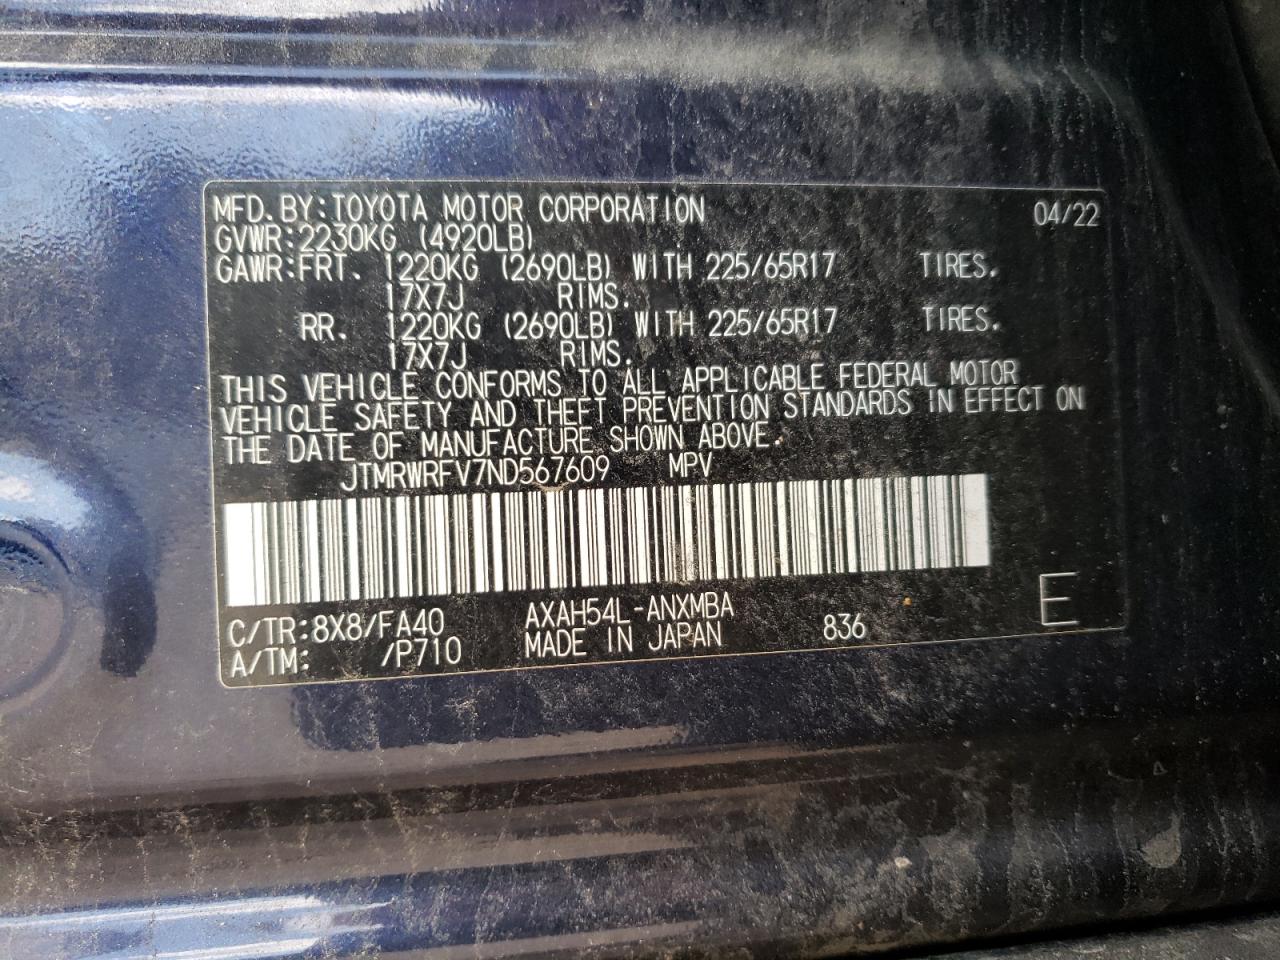 MFD.BY:TOYOTA MOTOR CORPORATION 04/22
GVWR:2230KG (4920LB)
GAWR:FRT. 1220KG (2690LB) WITH 225/65R17 TIRES.
17X7J RIMS.
RR. 1220KG (2690LB) WITH 225/65R17 TIRES.
17X7J RIMS.
THIS VEHICLE CONFORMS TO ALL APPLICABLE FEDERAL MOTOR
VEHICLE SAFETY AND THEFT PREVENTION STANDARDS IN EFFECT ON
THE DATE OF MANUFACTURE SHOWN ABOVE.
JTMRWRFV7ND567609 MPV
C/TR:8X8/FA40 AXAH54L-ANXMBA
A/TM: /P710 MADE IN JAPAN 836 E